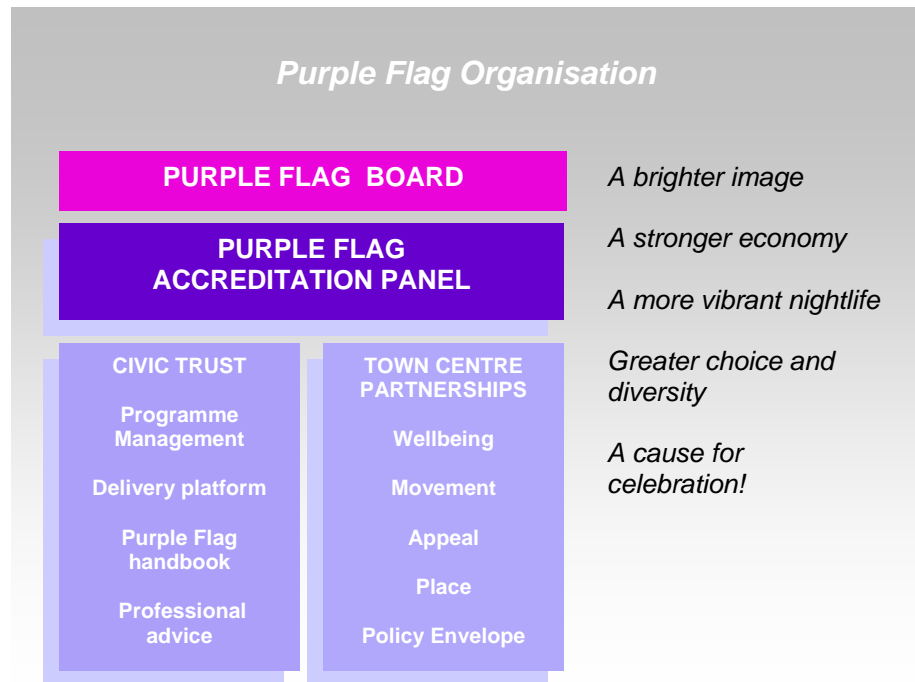 Purple Flag Organisation
PURPLE FLAG BOARD
PURPLE FLAG
ACCREDITATION PANEL
CIVIC TRUST
Programme
Management
Delivery platform
Purple Flag
handbook
Professional
advice
TOWN CENTRE
PARTNERSHIPS
Wellbeing
Movement
Appeal
Place
Policy Envelope
A brighter image
A stronger economy
A more vibrant nightlife
Greater choice and
diversity
A cause for
celebration!